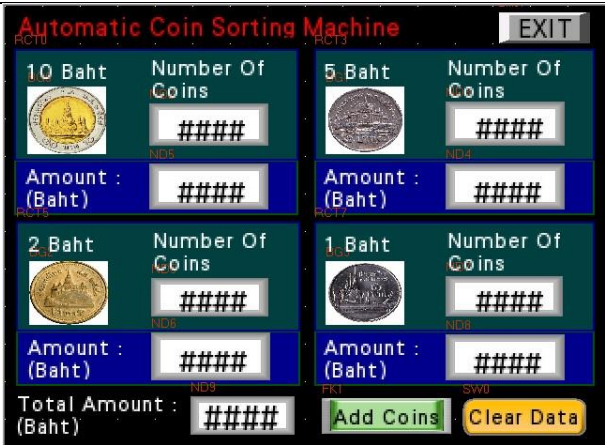 Automatic Coin Sorting Machine
EXIT
RCT0
RCT3
10 Baht
Number Of
Coins
####
ND5
Amount :
(Baht)
####
5 Baht
Number Of
Coins
####
ND4
Amount :
(Baht)
####
RCT7
2 Baht
Number Of
Coins
####
ND6
Amount :
(Baht)
####
1 Baht
Number Of
Coins
####
ND8
Amount :
(Baht)
####
ND9
Total Amount :
(Baht)
####
FK1
Add Coins
SW0
Clear Data